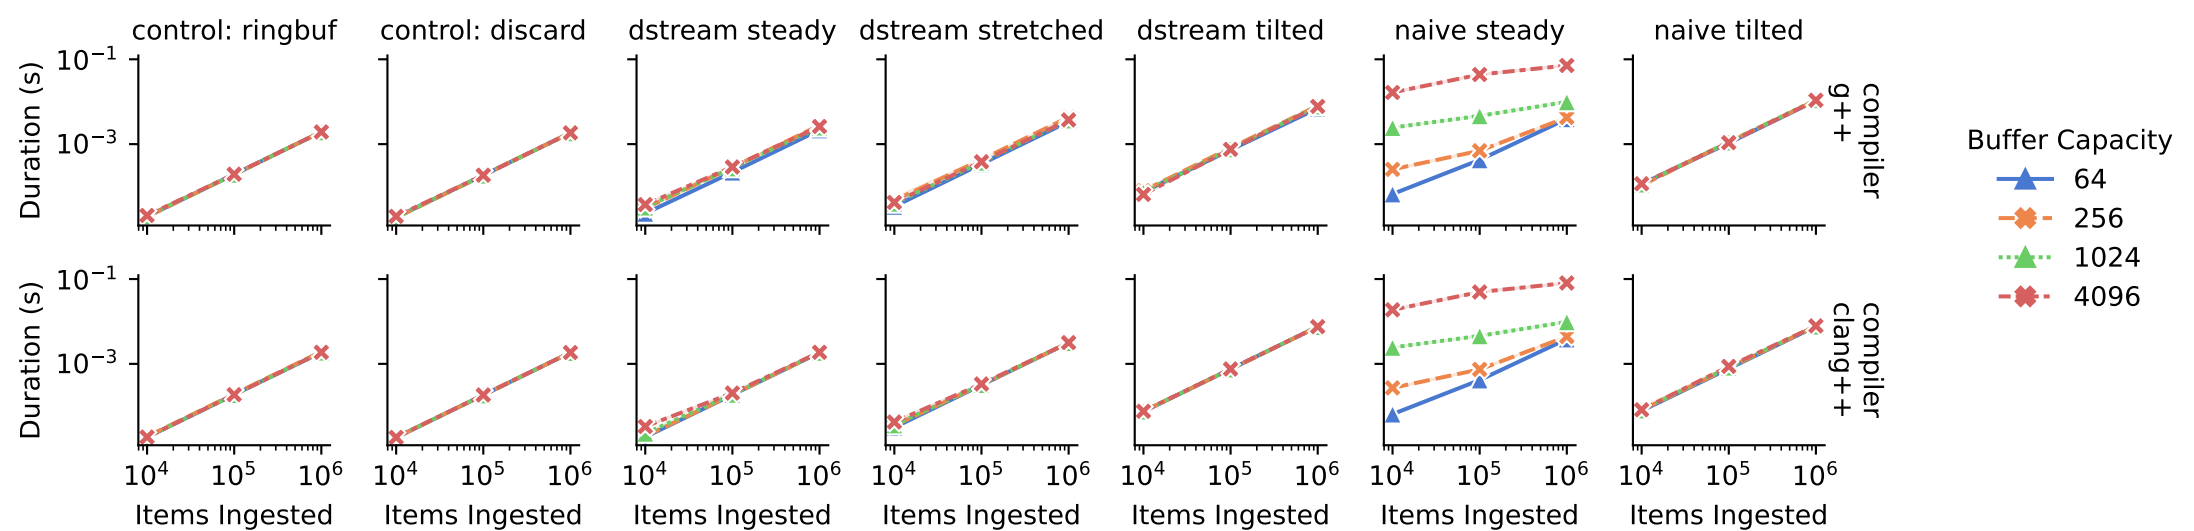 control: ringbuf
control: discard
dstream steady
dstream stretched
dstream tilted
naive steady
naive tilted
Duration (s)
10⁻¹
10⁻³
compiler
g++
Buffer Capacity
64
256
1024
4096
Duration (s)
10⁻¹
10⁻³
compiler
clang++
10⁴ 10⁵ 10⁶
10⁴ 10⁵ 10⁶
10⁴ 10⁵ 10⁶
10⁴ 10⁵ 10⁶
10⁴ 10⁵ 10⁶
10⁴ 10⁵ 10⁶
10⁴ 10⁵ 10⁶
Items Ingested
Items Ingested
Items Ingested
Items Ingested
Items Ingested
Items Ingested
Items Ingested